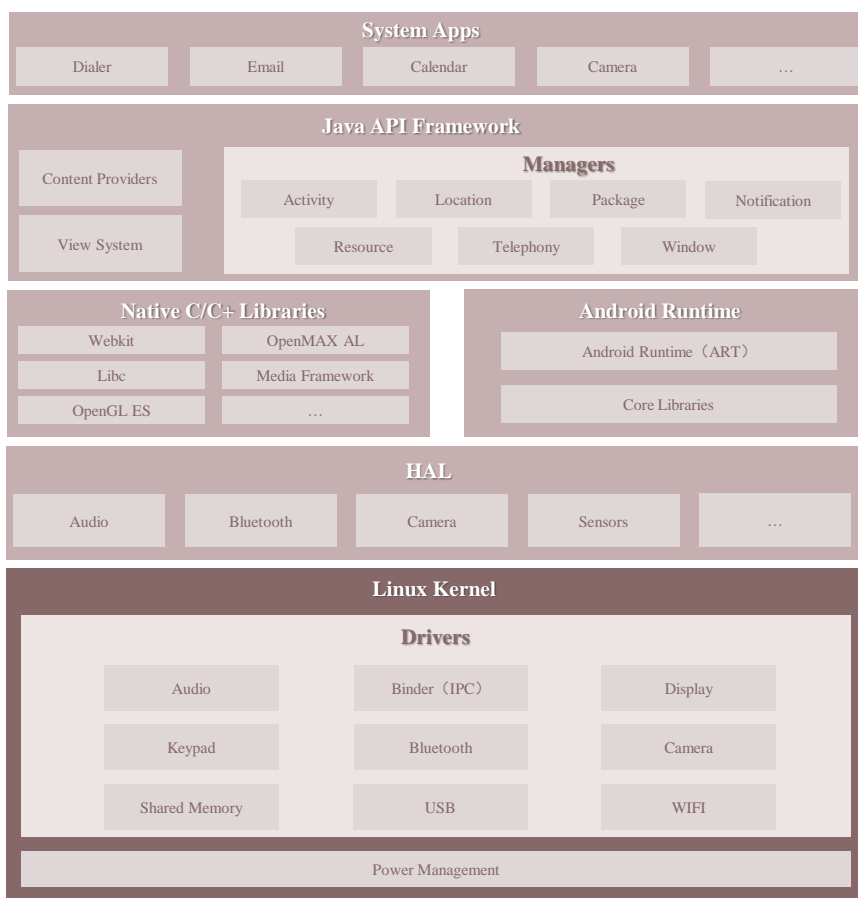 System Apps
Dialer
Email
Calendar
Camera
…
Java API Framework
Content Providers
View System
Managers
Activity
Location
Package
Notification
Resource
Telephony
Window
Native C/C+ Libraries
Webkit
OpenMAX AL
Libc
Media Framework
OpenGL ES
…
Android Runtime
Android Runtime（ART）
Core Libraries
HAL
Audio
Bluetooth
Camera
Sensors
…
Linux Kernel
Drivers
Audio
Binder（IPC）
Display
Keypad
Bluetooth
Camera
Shared Memory
USB
WIFI
Power Management